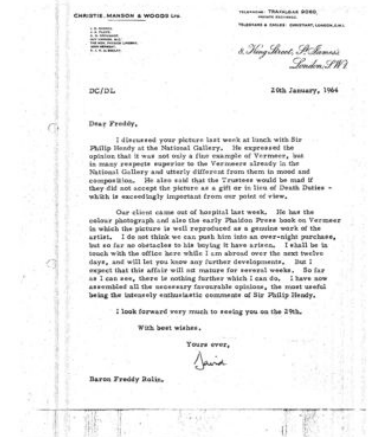 CHRISTIE, MANSON & WOODS Ltd.
TELEPHONE: TRAFALGAR 9060
PRIVATE EXCHANGE.
TELEGRAMS & CABLES: CHRISTIART, LONDON, S.W.1.
8, King Street, St. James's
London, SW1
DC/DL
20th January, 1964
Dear Freddy,
I discussed your picture last week at lunch with Sir
Philip Hendy at the National Gallery. He expressed the
opinion that it was not only a fine example of Vermeer, but
in many respects superior to the Vermeers already in the
National Gallery and utterly different from them in mood and
composition. He also said that the Trustees would be mad if
they did not accept the picture as a gift or in lieu of Death Duties -
which is exceedingly important from our point of view.
Our client came out of hospital last week. He has the
colour photograph and also the early Phaidon Press book on Vermeer
in which the picture is well reproduced as a genuine work of the
artist. I do not think we can push him into an over-night purchase,
but so far no obstacles to his buying it have arisen. I shall be in
touch with the office here while I am abroad over the next twelve
days, and will let you know any further developments. But I
expect that this affair will not mature for several weeks. So far
as I can see, there is nothing further which I can do. I have now
assembled all the necessary favourable opinions, the most useful
being the intensely enthusiastic comments of Sir Philip Hendy.
I look forward very much to seeing you on the 29th.
With best wishes.
Yours ever,
David
Baron Freddy Rolin.